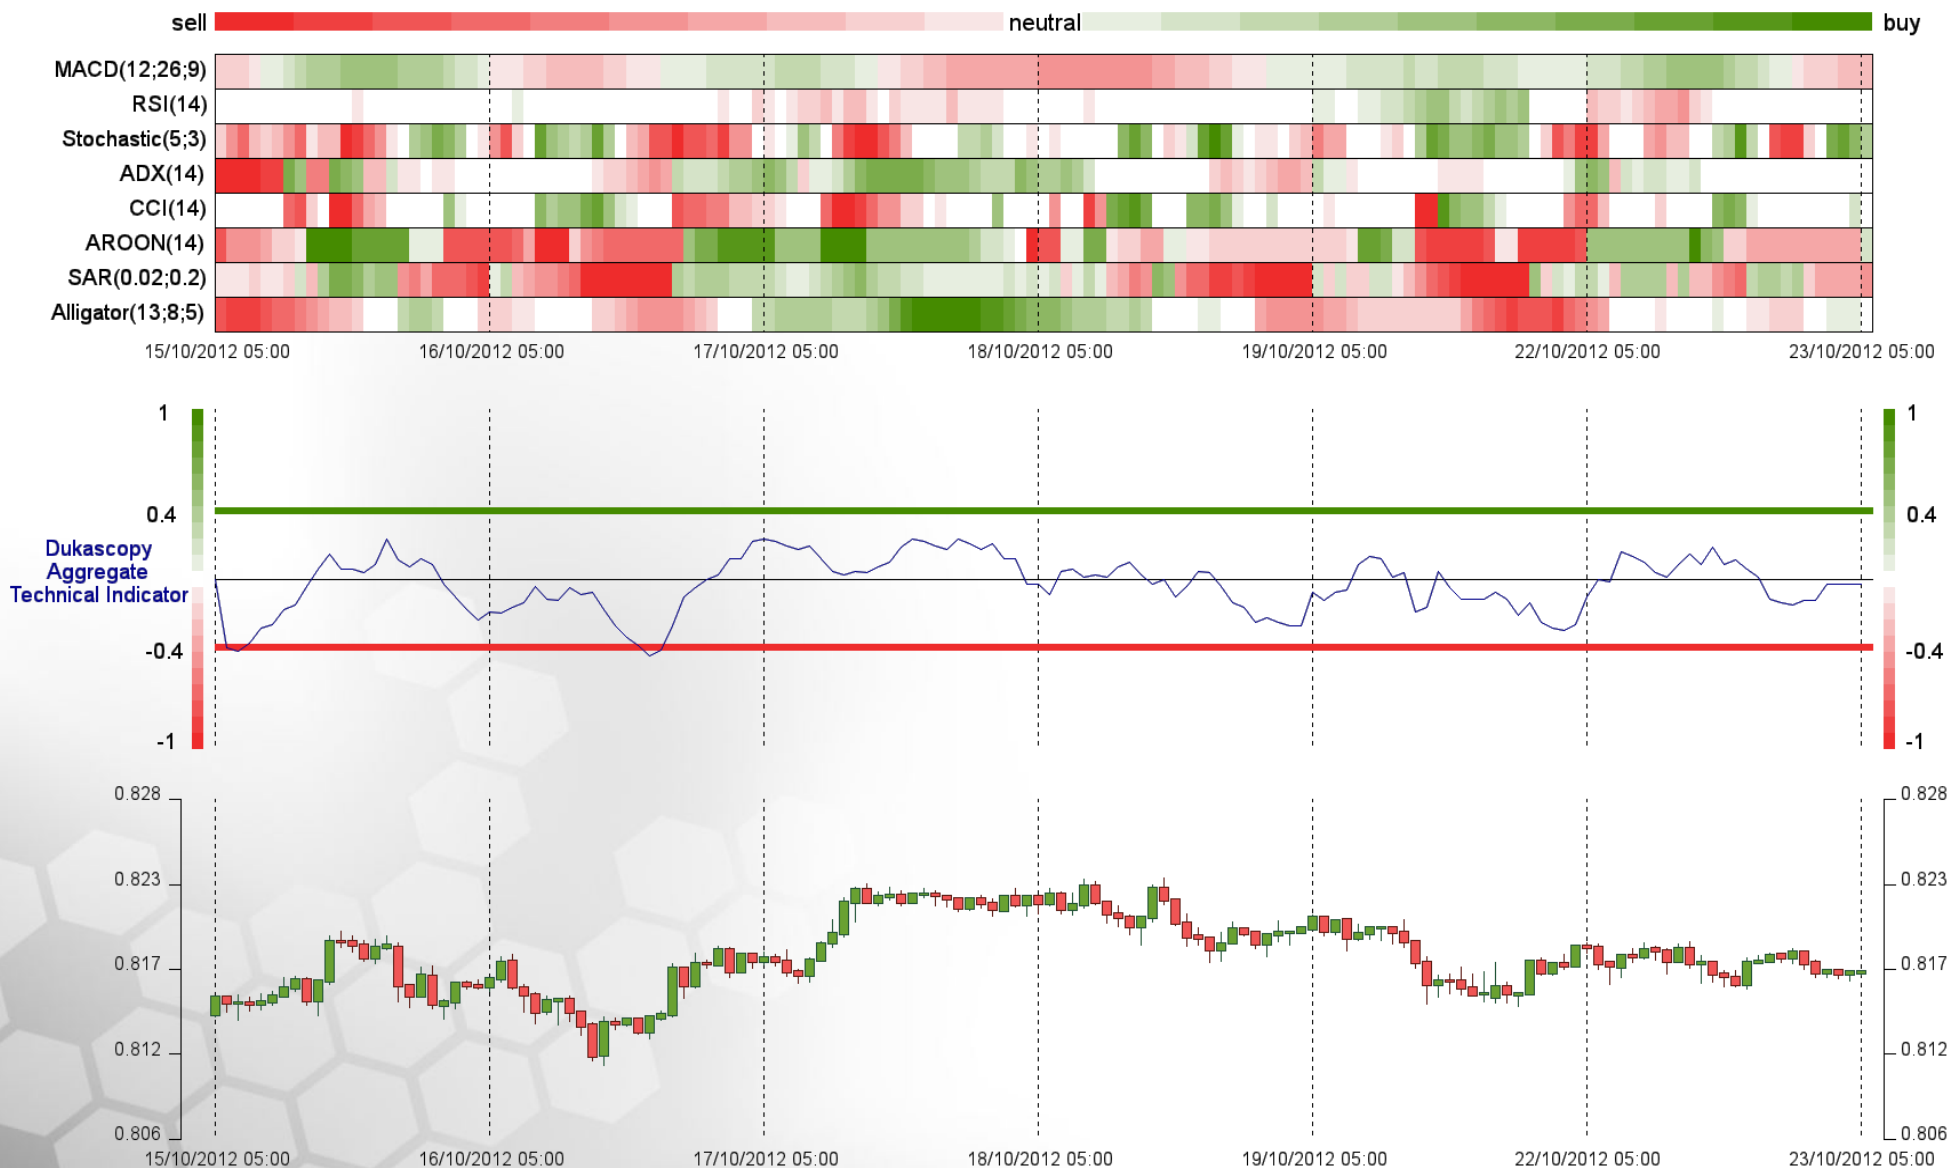 sell neutral buy
MACD(12;26;9)
RSI(14)
Stochastic(5;3)
ADX(14)
CCI(14)
AROON(14)
SAR(0.02;0.2)
Alligator(13;8;5)
15/10/2012 05:00 16/10/2012 05:00 17/10/2012 05:00 18/10/2012 05:00 19/10/2012 05:00 22/10/2012 05:00 23/10/2012 05:00
1 1
0.4 0.4
Dukascopy
Aggregate
Technical Indicator
-0.4 -0.4
-1 -1
0.828 0.828
0.823 0.823
0.817 0.817
0.812 0.812
0.806 0.806
15/10/2012 05:00 16/10/2012 05:00 17/10/2012 05:00 18/10/2012 05:00 19/10/2012 05:00 22/10/2012 05:00 23/10/2012 05:00